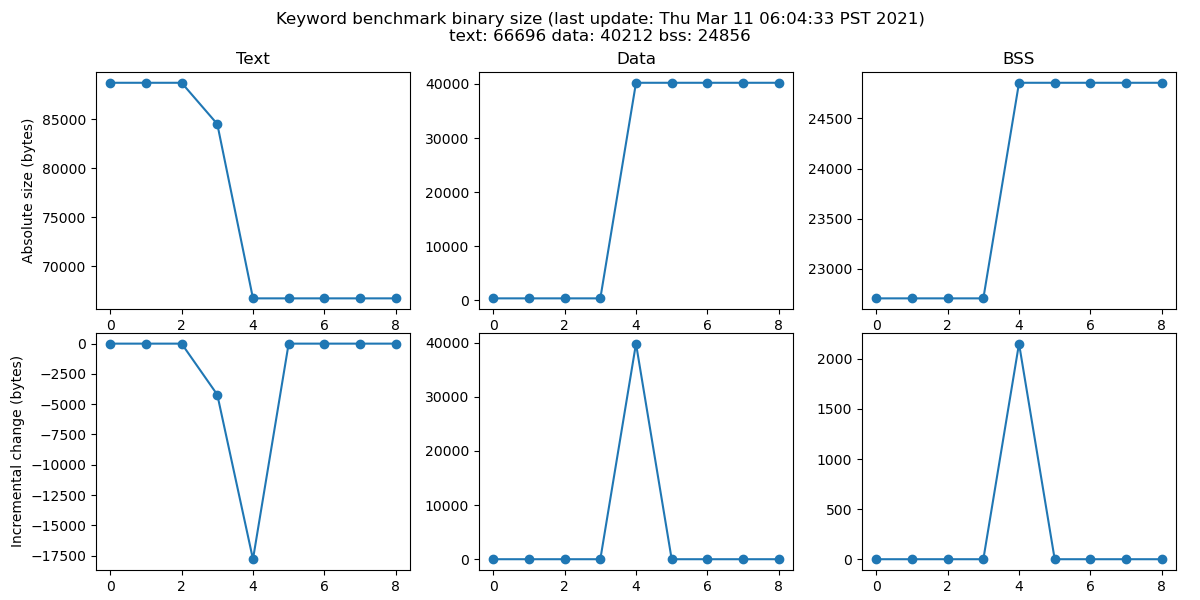 Keyword benchmark binary size (last update: Thu Mar 11 06:04:33 PST 2021)
text: 66696 data: 40212 bss: 24856
Text
Absolute size (bytes)
85000
80000
75000
70000
0 2 4 6 8
Data
40000
30000
20000
10000
0
0 2 4 6 8
BSS
24500
24000
23500
23000
0 2 4 6 8
Incremental change (bytes)
0
−2500
−5000
−7500
−10000
−12500
−15000
−17500
0 2 4 6 8
40000
30000
20000
10000
0
0 2 4 6 8
2000
1500
1000
500
0
0 2 4 6 8